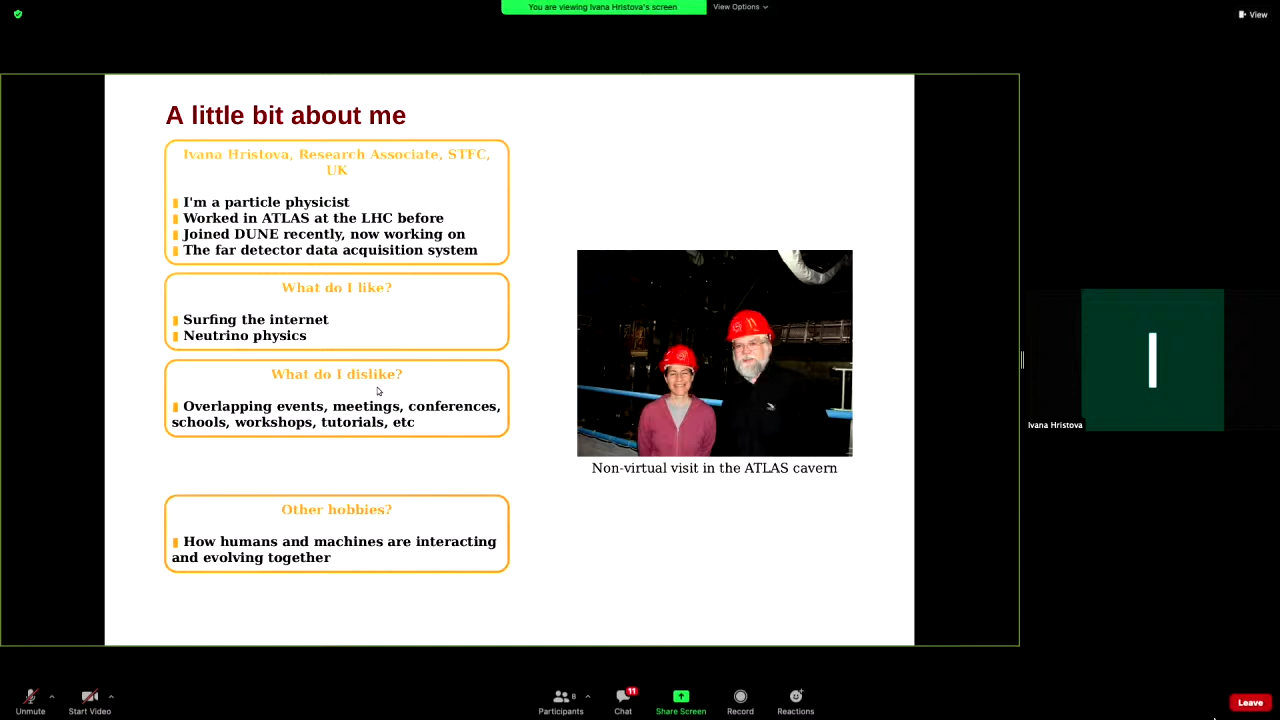 You are viewing Ivana Hristova's screen
View Options
View
A little bit about me
Ivana Hristova, Research Associate, STFC,
UK
I'm a particle physicist
Worked in ATLAS at the LHC before
Joined DUNE recently, now working on
The far detector data acquisition system
What do I like?
Surfing the internet
Neutrino physics
What do I dislike?
Overlapping events, meetings, conferences,
schools, workshops, tutorials, etc
Non-virtual visit in the ATLAS cavern
Other hobbies?
How humans and machines are interacting
and evolving together
I
Ivana Hristova
Unmute
Start Video
8
Participants
11
Chat
Share Screen
Record
Reactions
Leave